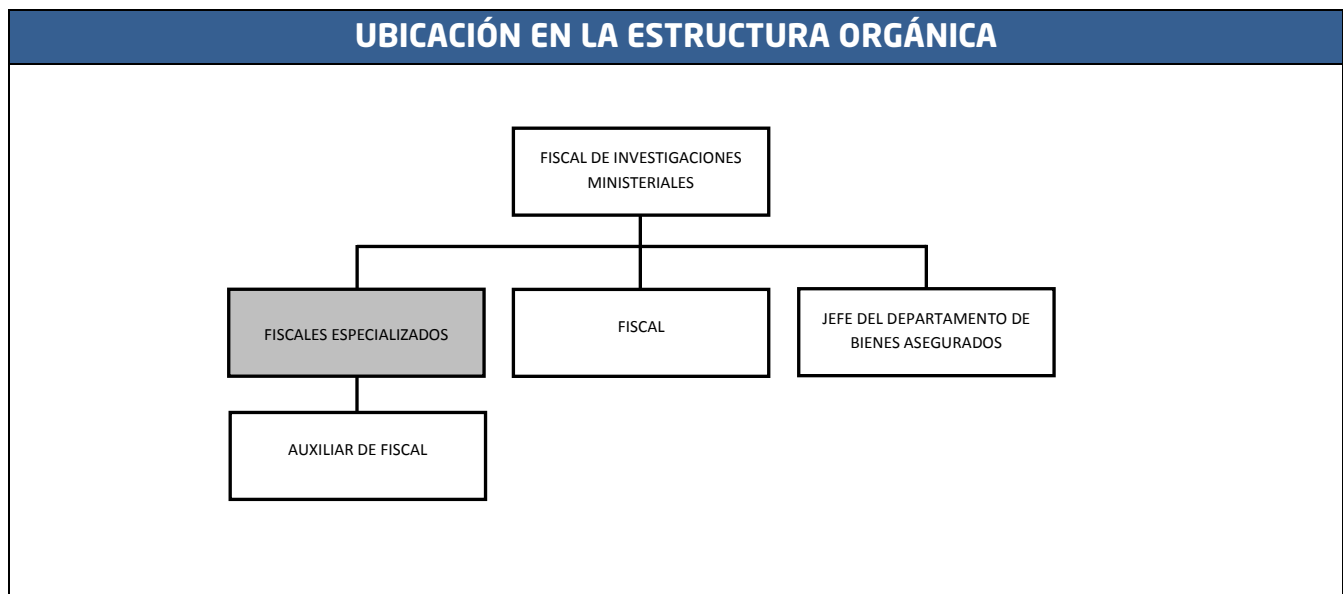 UBICACIÓN EN LA ESTRUCTURA ORGÁNICA
FISCAL DE INVESTIGACIONES
MINISTERIALES
FISCALES ESPECIALIZADOS
FISCAL
JEFE DEL DEPARTAMENTO DE
BIENES ASEGURADOS
AUXILIAR DE FISCAL